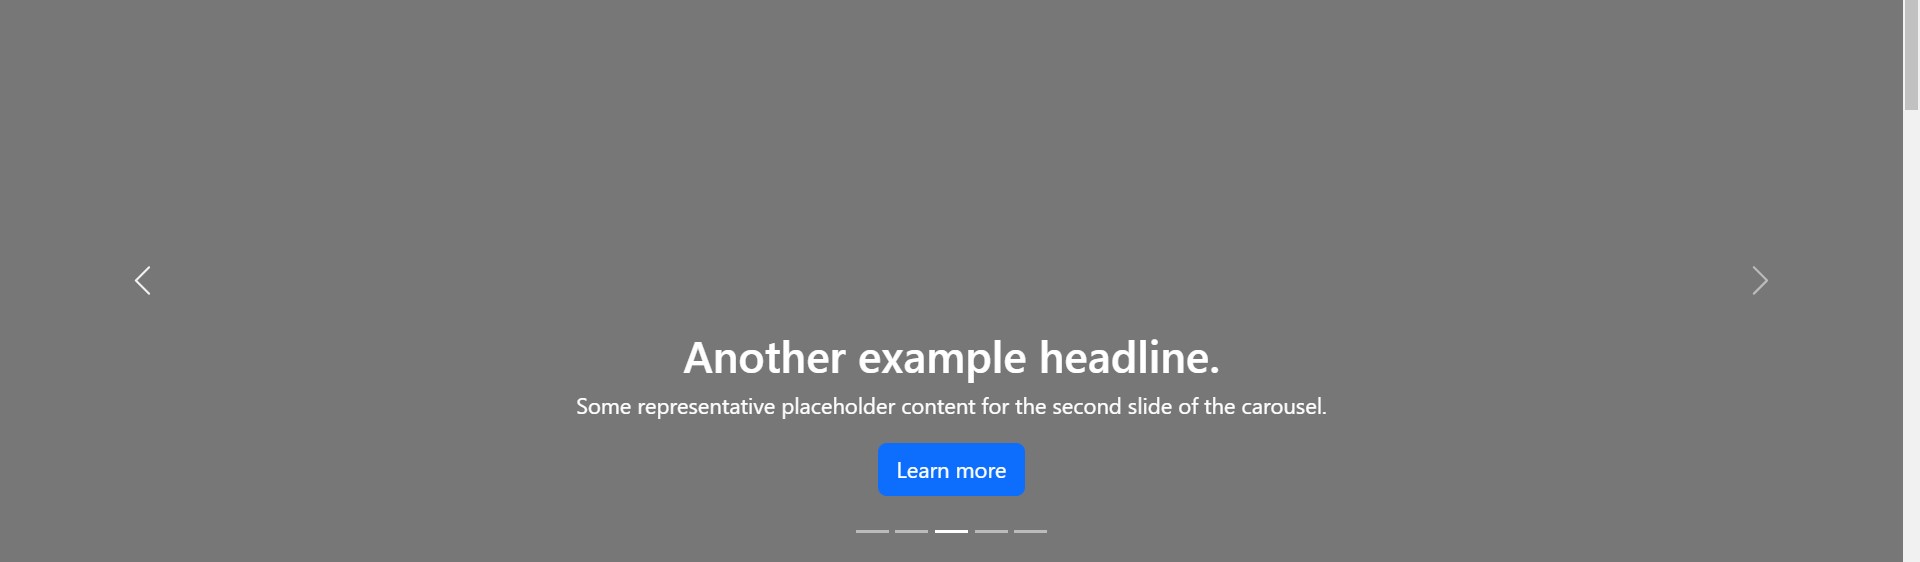 Another example headline.
Some representative placeholder content for the second slide of the carousel.
Learn more